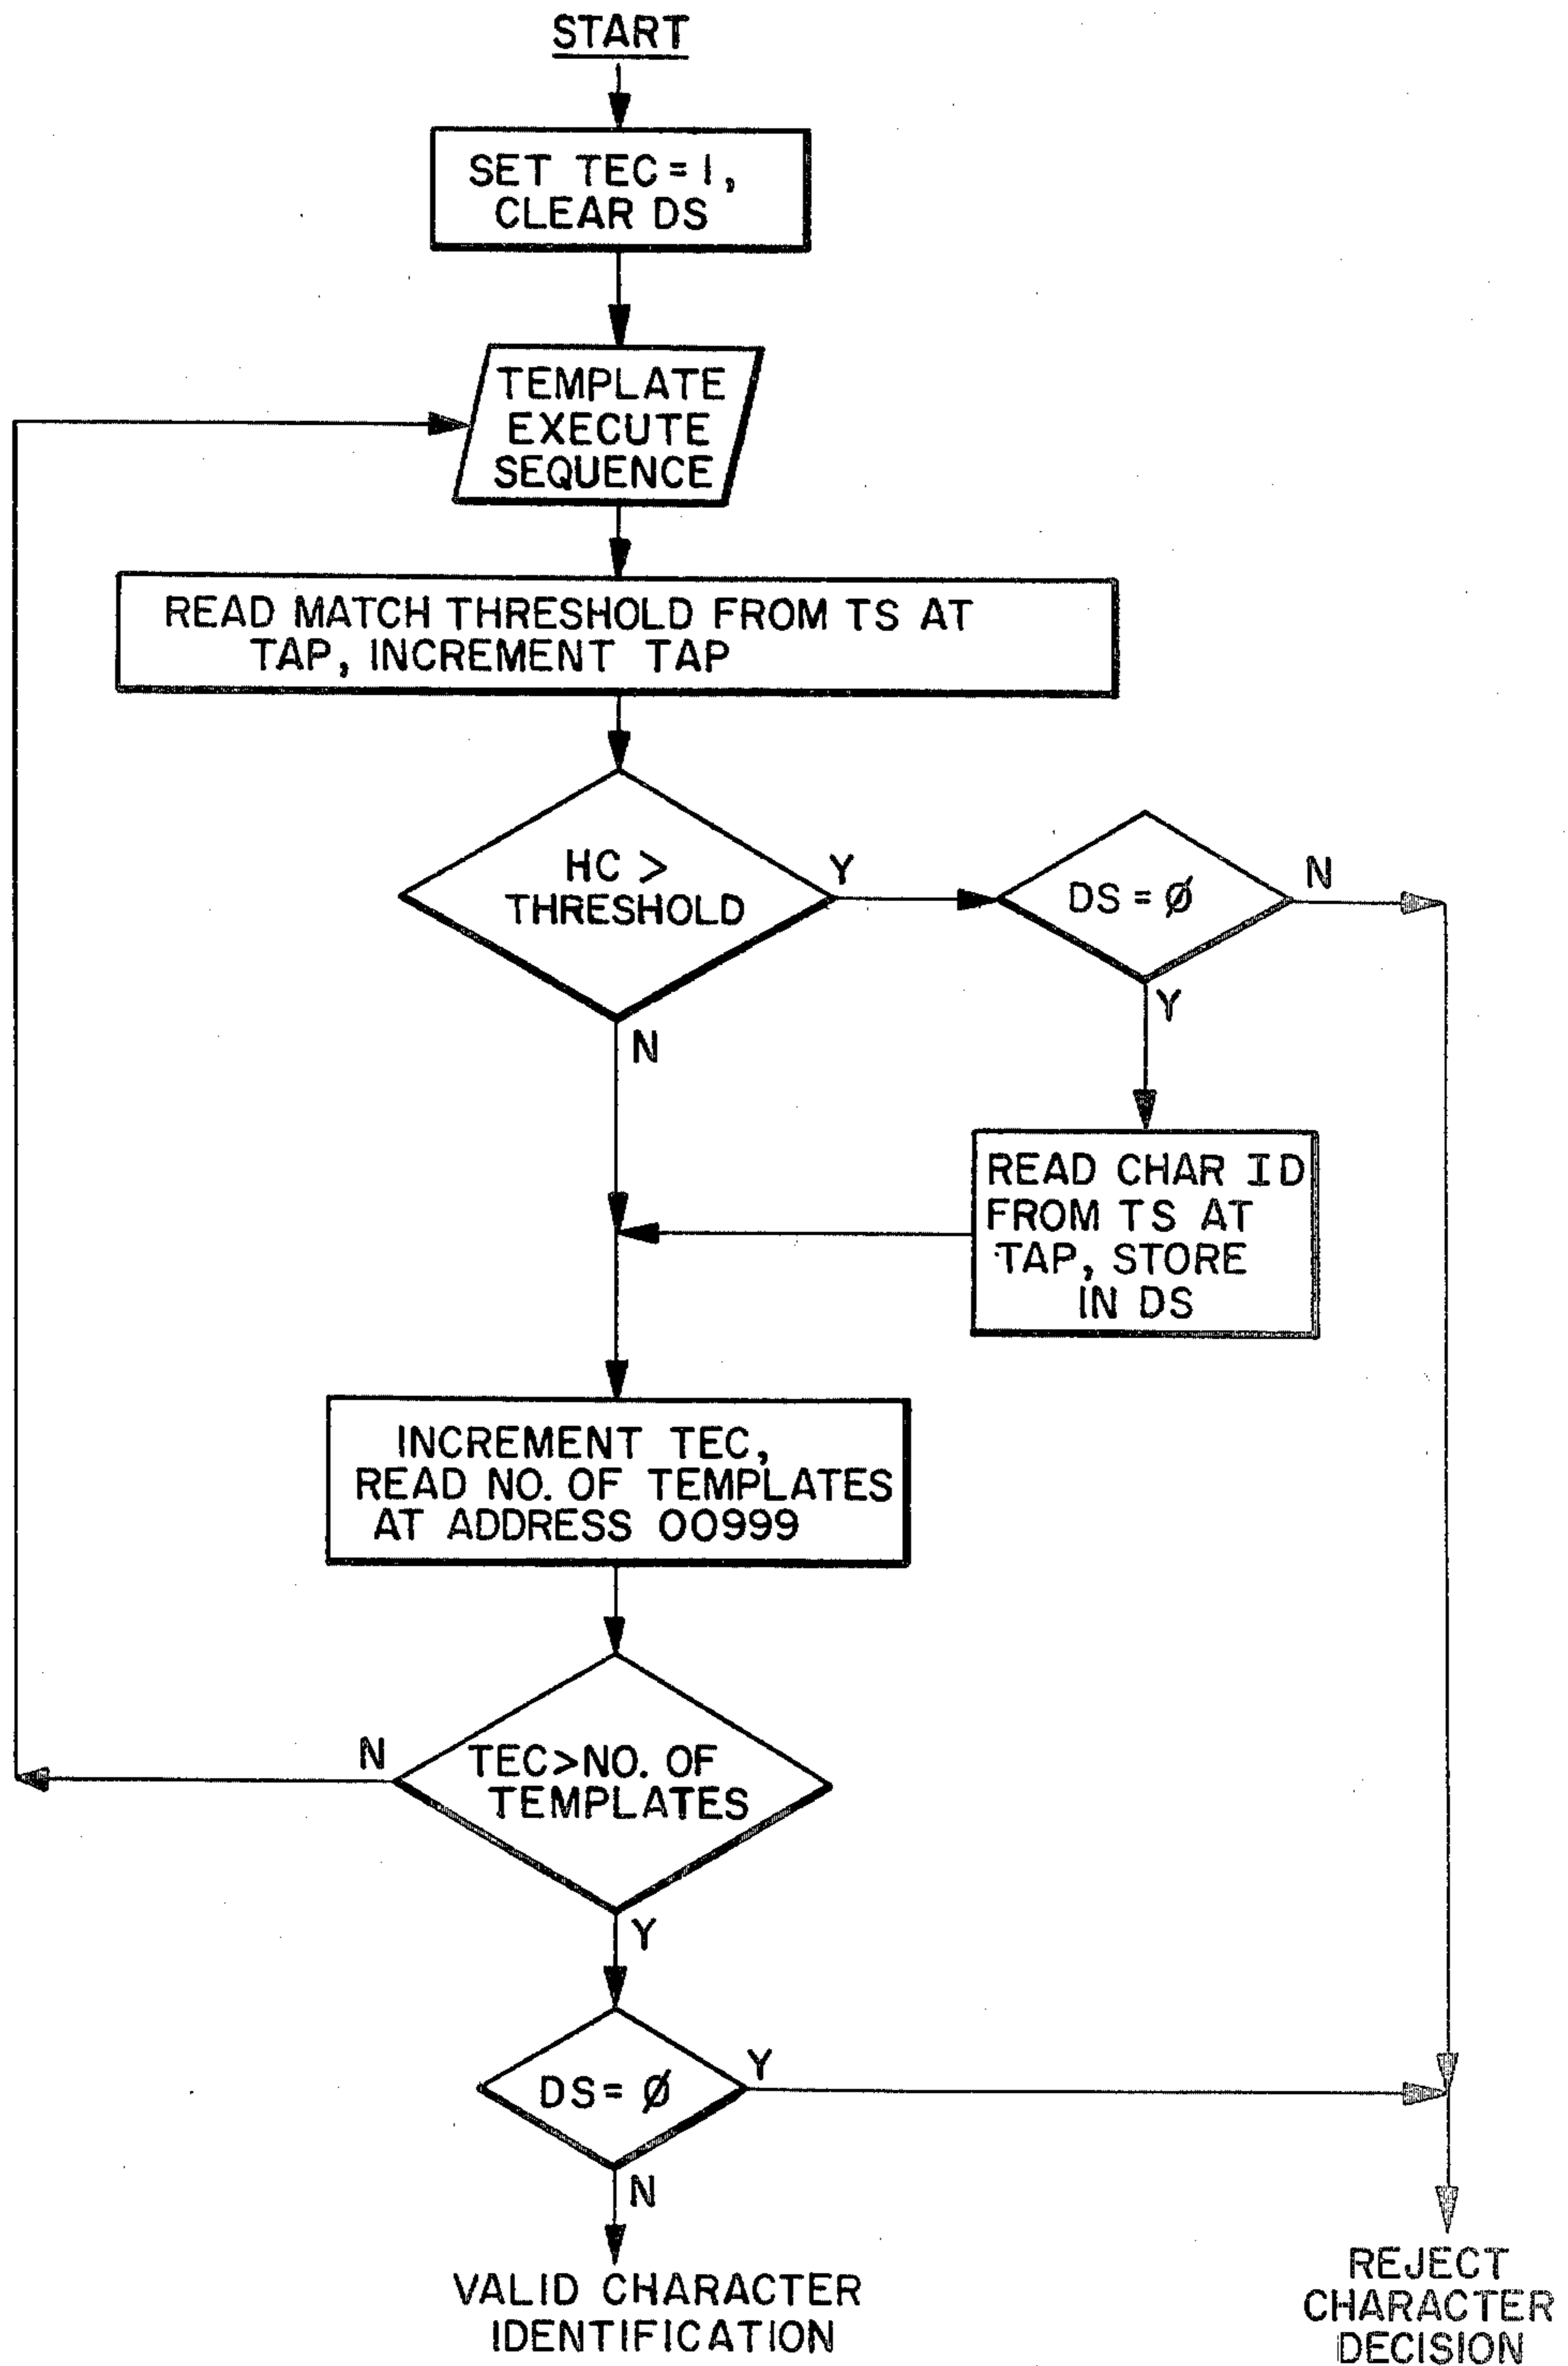 START
SET TEC = 1,
CLEAR DS
TEMPLATE
EXECUTE
SEQUENCE
READ MATCH THRESHOLD FROM TS AT
TAP, INCREMENT TAP
HC >
THRESHOLD
Y
DS = Ø
N
Y
N
READ CHAR ID
FROM TS AT
TAP, STORE
IN DS
INCREMENT TEC,
READ NO. OF TEMPLATES
AT ADDRESS 00999
N
TEC>NO. OF
TEMPLATES
Y
DS = Ø
Y
N
VALID CHARACTER
IDENTIFICATION
REJECT
CHARACTER
DECISION